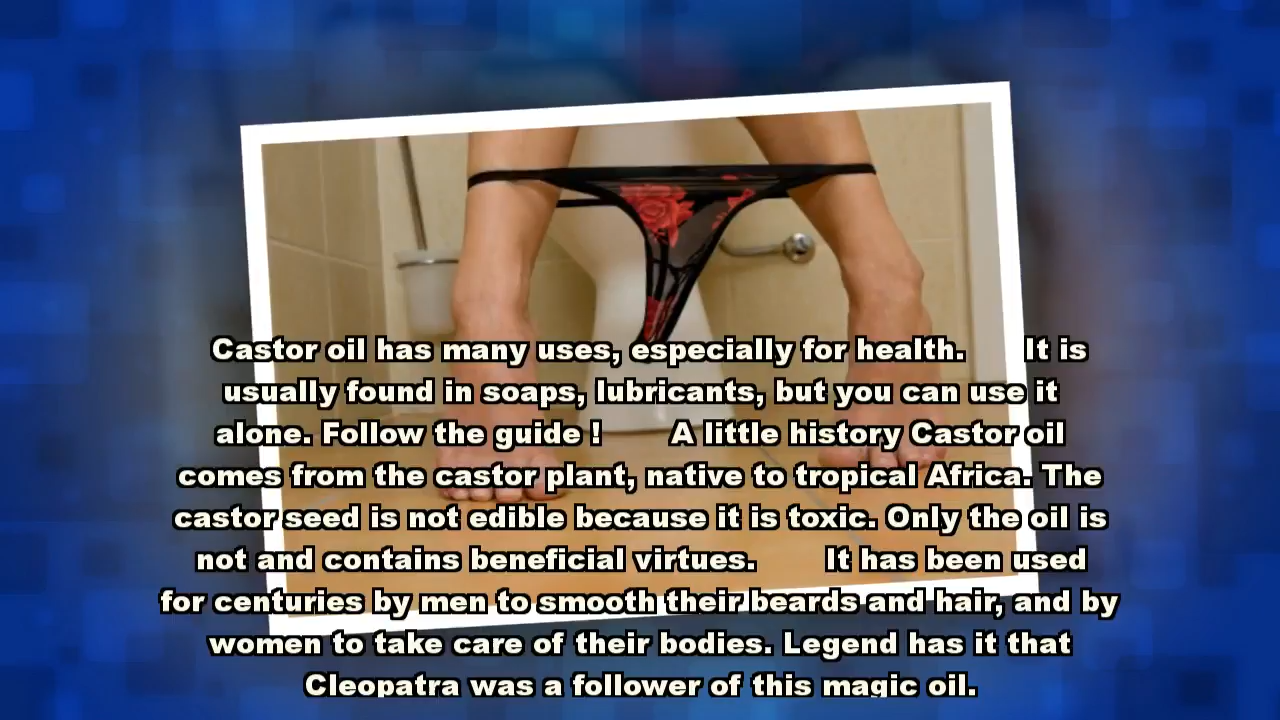 Castor oil has many uses, especially for health. It is
usually found in soaps, lubricants, but you can use it
alone. Follow the guide ! A little history Castor oil
comes from the castor plant, native to tropical Africa. The
castor seed is not edible because it is toxic. Only the oil is
not and contains beneficial virtues. It has been used
for centuries by men to smooth their beards and hair, and by
women to take care of their bodies. Legend has it that
Cleopatra was a follower of this magic oil.